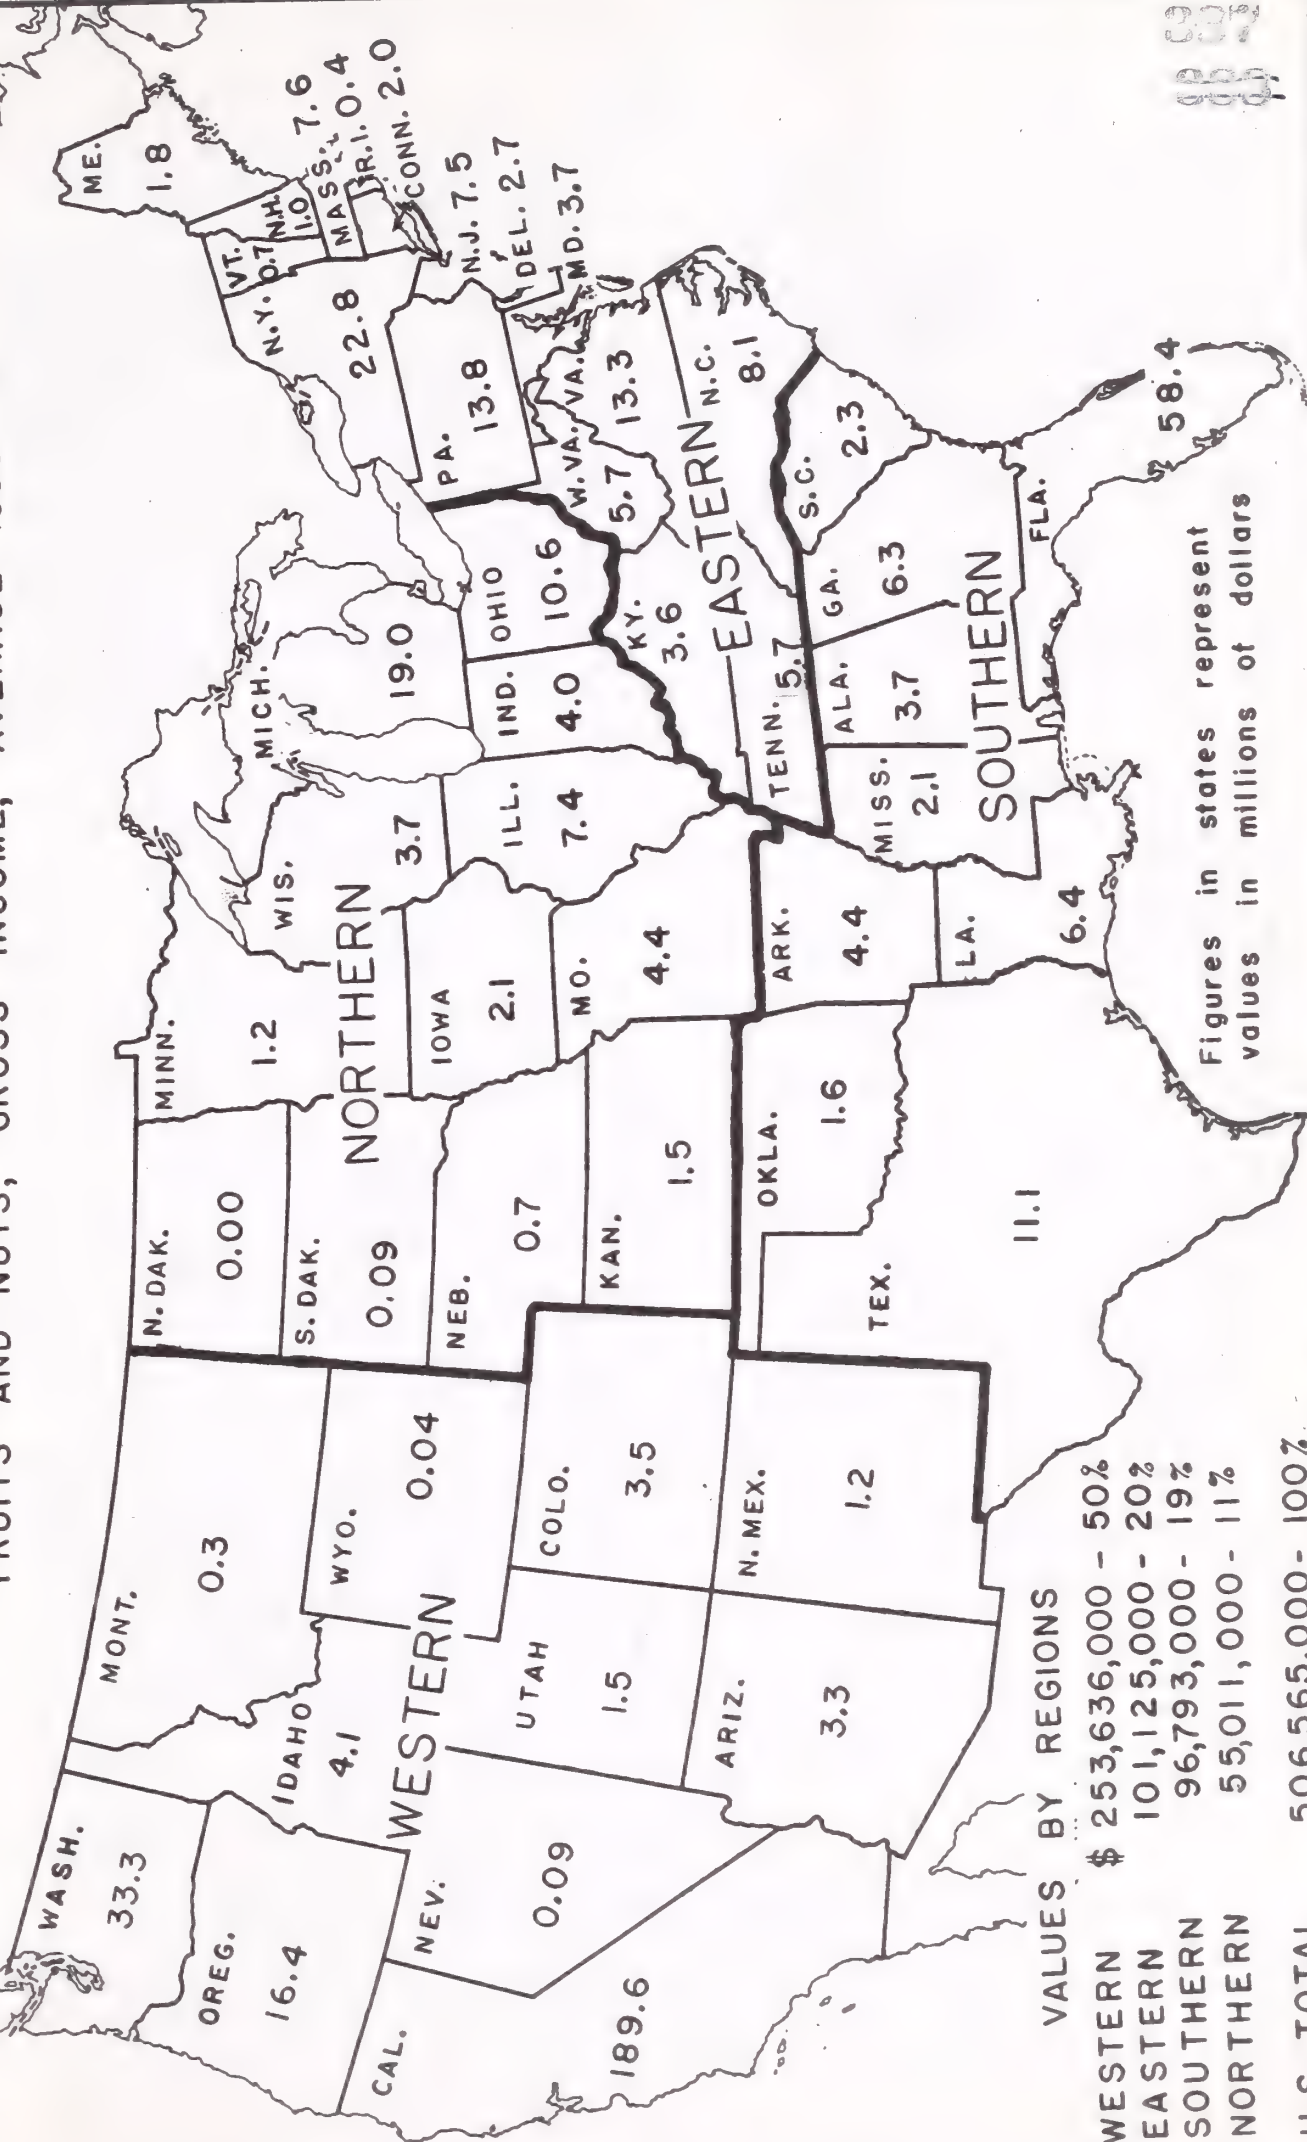 FRUITS AND NUTS, GROSS INCOME, AVERAGE
WASH.
33.3
OREG.
16.4
CAL.
189.6
NEV.
0.09
IDAHO
4.1
MONT.
0.3
WYO.
0.04
UTAH
1.5
COLO.
3.5
ARIZ.
3.3
N. MEX.
1.2
WESTERN
N. DAK.
0.00
S. DAK.
0.09
NEB.
0.7
KAN.
1.5
MINN.
1.2
IOWA
2.1
MO.
4.4
WIS.
3.7
ILL.
7.4
MICH.
19.0
IND.
4.0
OHIO
10.6
NORTHERN
OKLA.
1.6
TEX.
11.1
ARK.
4.4
LA.
6.4
MISS.
2.1
ALA.
3.7
GA.
6.3
S.C.
2.3
FLA.
58.4
SOUTHERN
ME.
1.8
N.H.
1.0
VT.
0.7
MASS. 7.6
R.I. 0.4
CONN. 2.0
N.Y.
22.8
N.J. 7.5
PA.
13.8
DEL. 2.7
MD. 3.7
W.VA.
5.7
VA.
13.3
KY.
3.6
TENN.
5.7
N.C.
8.1
EASTERN
Figures in states represent
values in millions of dollars
VALUES BY REGIONS
WESTERN $ 253,636,000 - 50%
EASTERN 101,125,000 - 20%
SOUTHERN 96,793,000 - 19%
NORTHERN 55,011,000 - 11%
U.S. TOTAL 506,565,000 - 100%